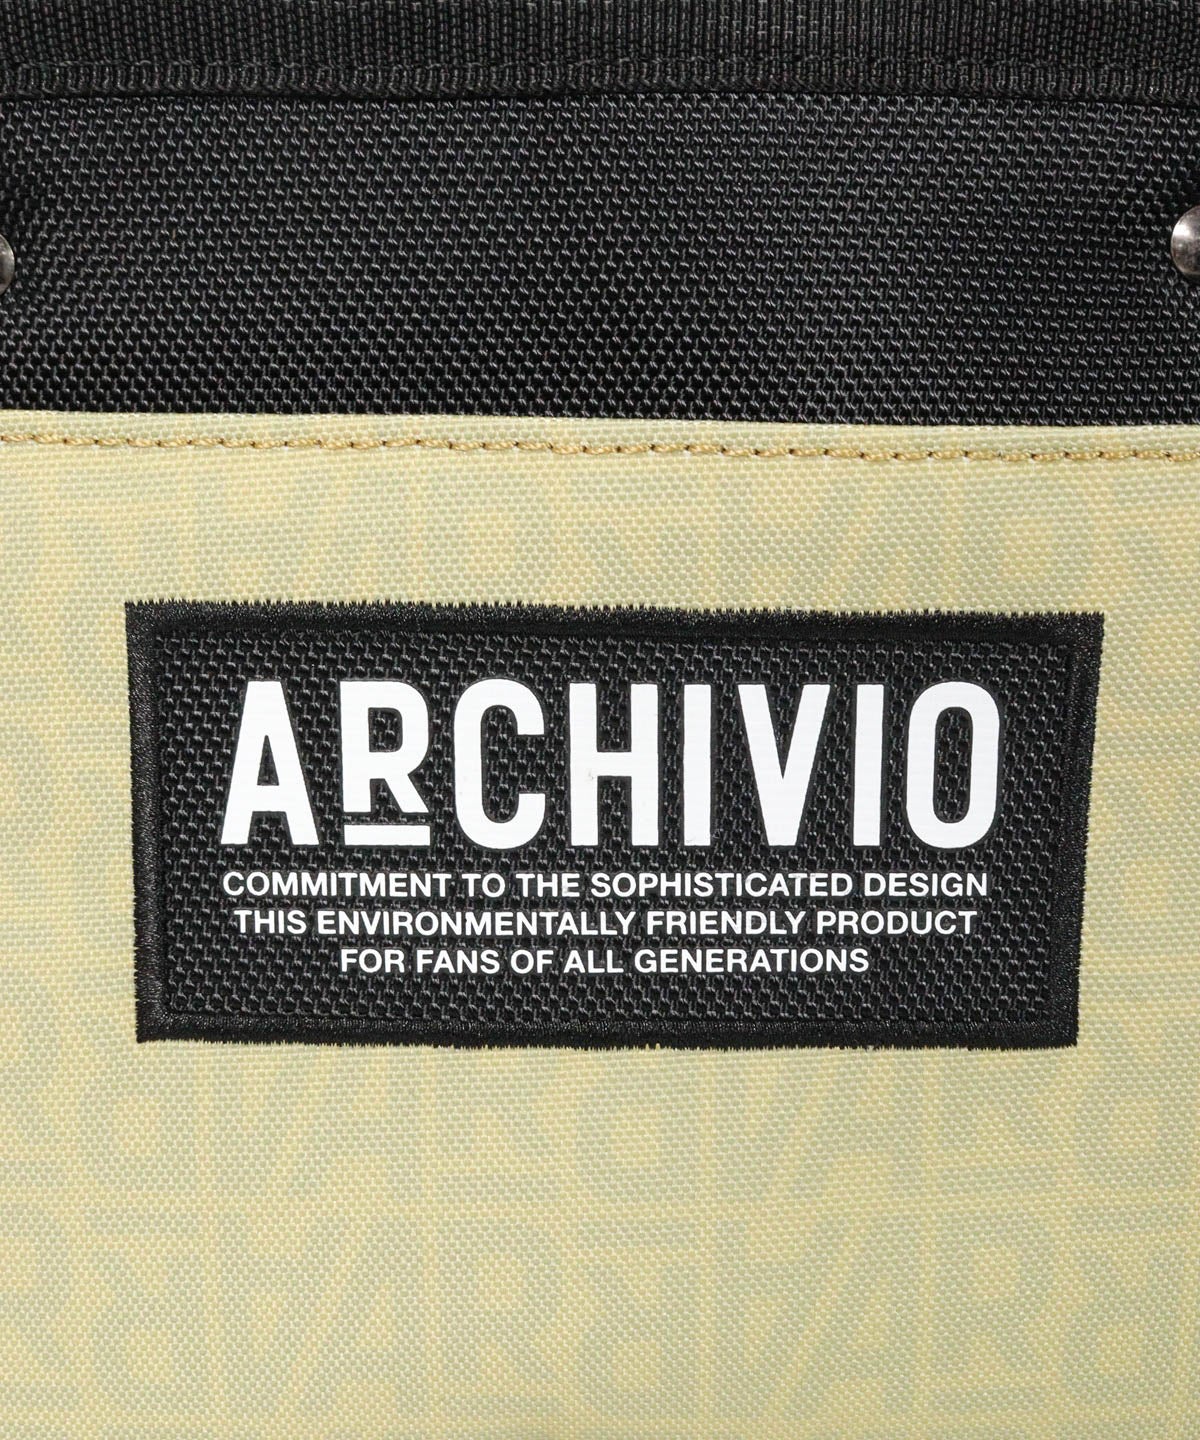 ARCHIVIO
COMMITMENT TO THE SOPHISTICATED DESIGN
THIS ENVIRONMENTALLY FRIENDLY PRODUCT
FOR FANS OF ALL GENERATIONS